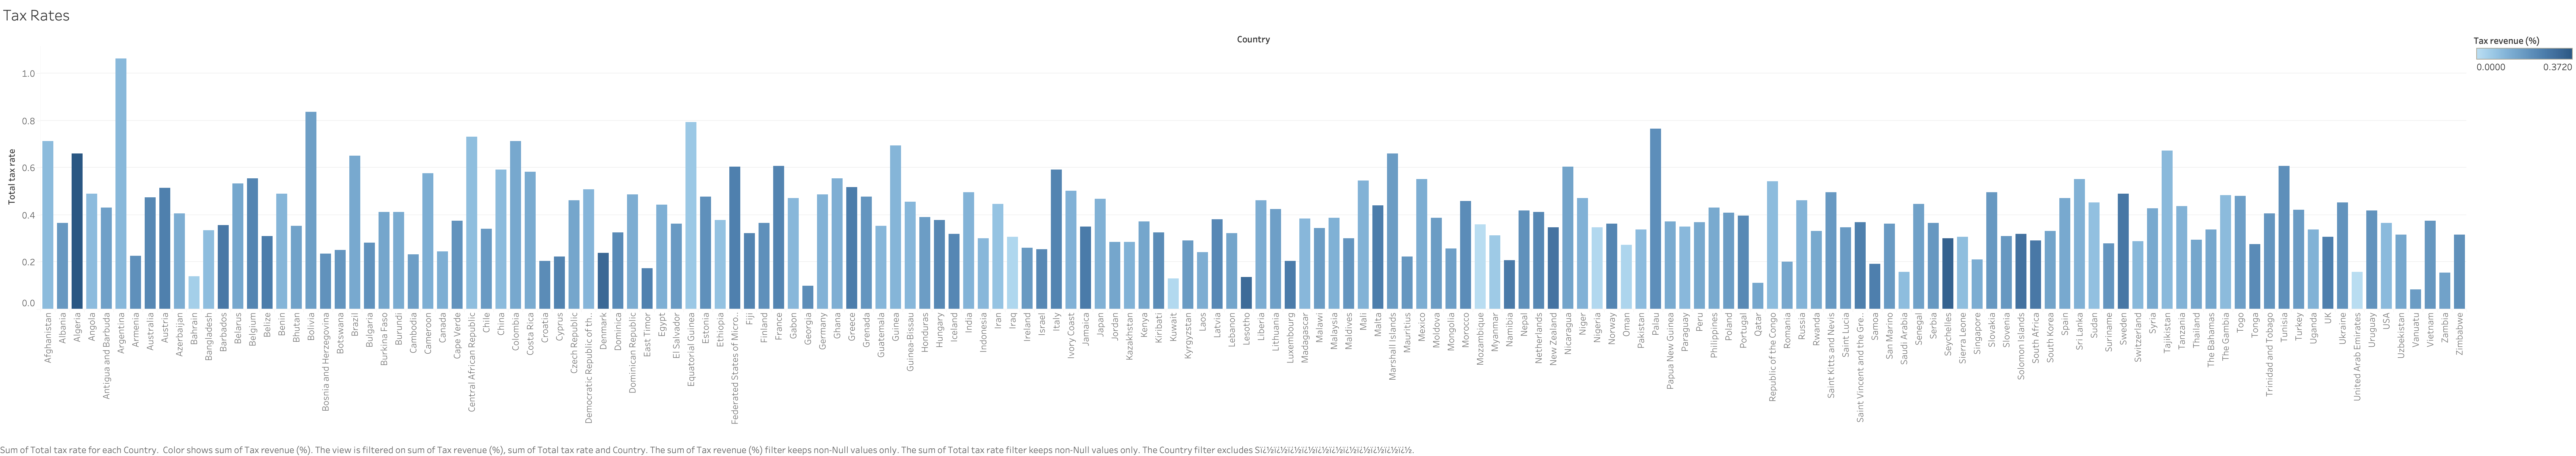 Tax Rates
Country
Tax revenue (%)
0.0000 0.3720
Total tax rate
1.0
0.8
0.6
0.4
0.2
0.0
Afghanistan
Albania
Algeria
Angola
Antigua and Barbuda
Argentina
Armenia
Australia
Austria
Azerbaijan
Bahrain
Bangladesh
Barbados
Belarus
Belgium
Belize
Benin
Bhutan
Bolivia
Bosnia and Herzegovina
Botswana
Brazil
Bulgaria
Burkina Faso
Burundi
Cambodia
Cameroon
Canada
Cape Verde
Central African Republic
Chile
China
Colombia
Costa Rica
Croatia
Cyprus
Czech Republic
Democratic Republic of th..
Denmark
Dominica
Dominican Republic
East Timor
Egypt
El Salvador
Equatorial Guinea
Estonia
Ethiopia
Federated States of Micro..
Fiji
Finland
France
Gabon
Georgia
Germany
Ghana
Greece
Grenada
Guatemala
Guinea
Guinea-Bissau
Honduras
Hungary
Iceland
India
Indonesia
Iran
Iraq
Ireland
Israel
Italy
Ivory Coast
Jamaica
Japan
Jordan
Kazakhstan
Kenya
Kiribati
Kuwait
Kyrgyzstan
Laos
Latvia
Lebanon
Lesotho
Liberia
Lithuania
Luxembourg
Madagascar
Malawi
Malaysia
Maldives
Mali
Malta
Marshall Islands
Mauritius
Mexico
Moldova
Mongolia
Morocco
Mozambique
Myanmar
Namibia
Nepal
Netherlands
New Zealand
Nicaragua
Niger
Nigeria
Norway
Oman
Pakistan
Palau
Papua New Guinea
Paraguay
Peru
Philippines
Poland
Portugal
Qatar
Republic of the Congo
Romania
Russia
Rwanda
Saint Kitts and Nevis
Saint Lucia
Saint Vincent and the Gre..
Samoa
San Marino
Saudi Arabia
Senegal
Serbia
Seychelles
Sierra Leone
Singapore
Slovakia
Slovenia
Solomon Islands
South Africa
South Korea
Spain
Sri Lanka
Sudan
Suriname
Sweden
Switzerland
Syria
Tajikistan
Tanzania
Thailand
The Bahamas
The Gambia
Togo
Tonga
Trinidad and Tobago
Tunisia
Turkey
Uganda
UK
Ukraine
United Arab Emirates
Uruguay
USA
Uzbekistan
Vanuatu
Vietnam
Zambia
Zimbabwe
Sum of Total tax rate for each Country. Color shows sum of Tax revenue (%). The view is filtered on sum of Tax revenue (%), sum of Total tax rate and Country. The sum of Tax revenue (%) filter keeps non-Null values only. The sum of Total tax rate filter keeps non-Null values only. The Country filter excludes